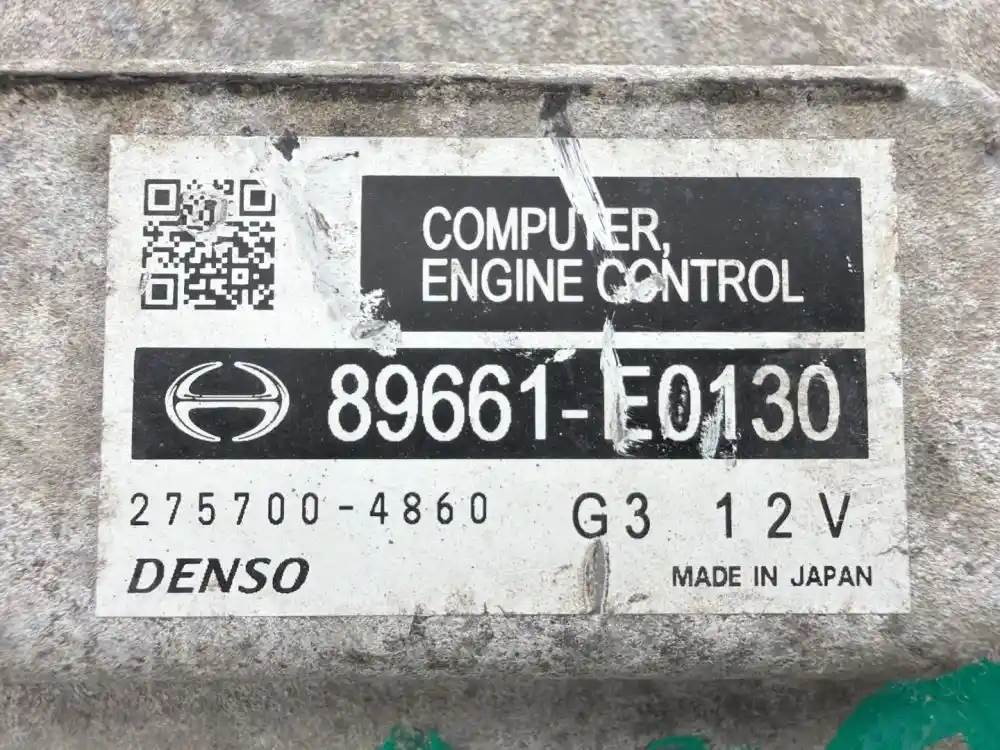 COMPUTER,
ENGINE CONTROL
89661-E0130
275700-4860 G3 12V
DENSO MADE IN JAPAN